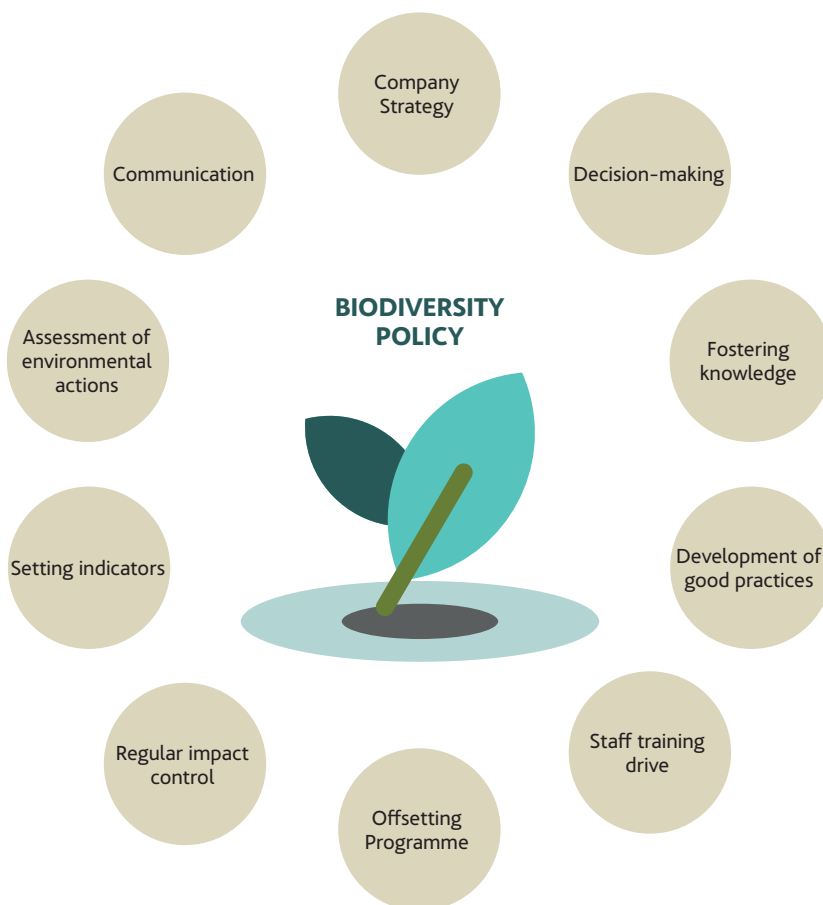 Company
Strategy
Communication
Decision-making
BIODIVERSITY
POLICY
Assessment of
environmental
actions
Fostering
knowledge
Setting indicators
Development of
good practices
Regular impact
control
Staff training
drive
Offsetting
Programme